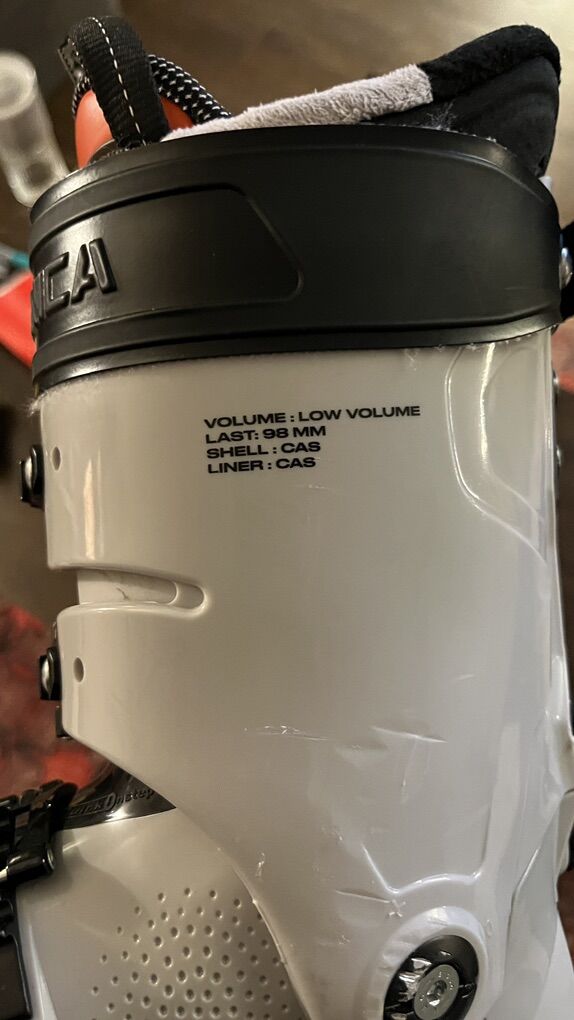 VOLUME : LOW VOLUME
LAST: 98 MM
SHELL : CAS
LINER : CAS